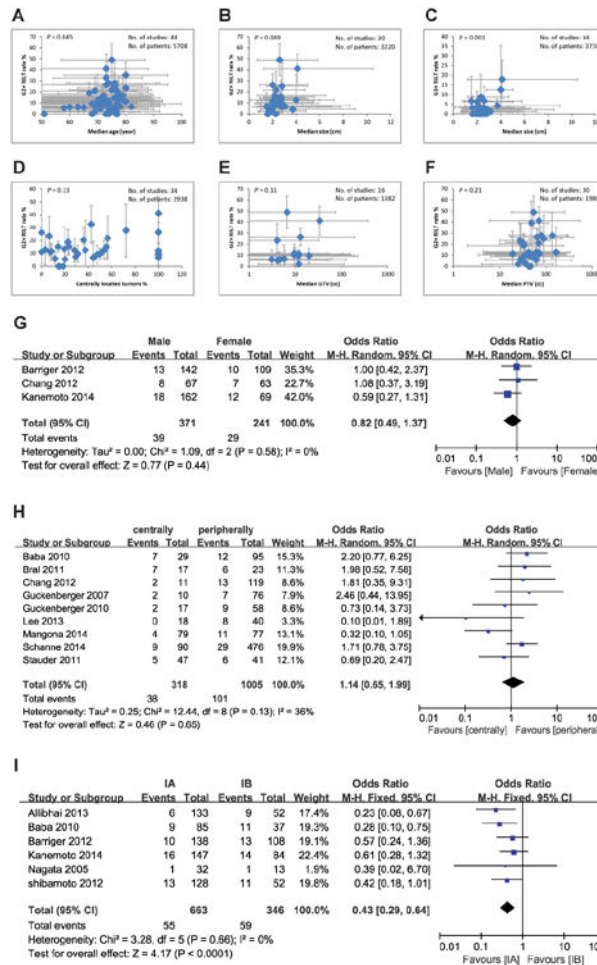 A
B
C
P = 0.045
No. of studies: 44
No. of patients: 5708
G2+ RILT rate %
Median age (year)
No. of studies: 30
No. of patients: 3220
G2+ RILT rate %
Median size (cm)
No. of studies: 34
P = 0.001
Median size (cm)
D
E
F
P = 0.13
No. of studies: 34
No. of patients: 2938
G2+ RILT rate %
Centrally located tumors %
P = 0.11
No. of studies: 16
No. of patients: 1382
G2+ RILT rate %
P = 0.21
No. of studies: 30
G2+ RILT rate %
Median PTV (cc)
G
Male Female Odds Ratio Odds Ratio
Study or Subgroup Events Total Events Total Weight M-H. Random. 95% CI M-H. Random. 95% CI
Barriger 2012 13 142 10 109 35.3% 1.00 [0.42, 2.37]
Chang 2012 8 67 7 63 22.7% 1.08 [0.37, 3.19]
Kanemoto 2014 18 162 12 69 42.0% 0.59 [0.27, 1.31]
Total (95% CI) 371 241 100.0% 0.82 [0.49, 1.37]
Total events 39 29
Heterogeneity: Tau² = 0.00; Chi² = 1.09, df = 2 (P = 0.58); I² = 0%
Test for overall effect: Z = 0.77 (P = 0.44)
0.01 0.1 1 10 100
Favours [Male] Favours [Female
H
centrally peripherally Odds Ratio Odds Ratio
Study or Subgroup Events Total Events Total Weight M-H. Random. 95% CI M-H. Random. 95% CI
Baba 2010 7 29 12 95 15.3% 2.20 [0.77, 6.25]
Bral 2011 7 17 6 23 11.7% 1.98 [0.52, 7.58]
Chang 2012 2 11 13 119 8.6% 1.81 [0.35, 9.31]
Guckenberger 2007 2 10 7 76 7.9% 2.46 [0.44, 13.95]
Guckenberger 2010 2 17 9 58 9.9% 0.73 [0.14, 3.73]
Lee 2013 0 18 8 40 3.3% 0.10 [0.01, 1.89]
Mangona 2014 4 79 11 77 13.7% 0.32 [0.10, 1.05]
Schanne 2014 9 90 29 476 19.2% 1.71 [0.78, 3.75]
Stauder 2011 5 47 6 41 12.1% 0.69 [0.20, 2.47]
Total (95% CI) 318 1005 100.0% 1.14 [0.65, 1.99]
Total events 38 101
Heterogeneity: Tau² = 0.25; Chi² = 12.44, df = 8 (P = 0.13); I² = 36%
Test for overall effect: Z = 0.46 (P = 0.65)
0.01 0.1 1 10 100
Favours [centrally] Favours [peripheral
I
IA IB Odds Ratio Odds Ratio
Study or Subgroup Events Total Events Total Weight M-H. Fixed. 95% CI M-H. Fixed. 95% CI
Allibhai 2013 6 133 9 52 17.4% 0.23 [0.08, 0.67]
Baba 2010 9 85 11 37 19.3% 0.28 [0.10, 0.75]
Barriger 2012 10 138 13 108 18.8% 0.57 [0.24, 1.36]
Kanemoto 2014 16 147 14 84 22.4% 0.61 [0.28, 1.32]
Nagata 2005 1 32 1 13 1.9% 0.39 [0.02, 6.70]
shibamoto 2012 13 128 11 52 19.8% 0.42 [0.18, 1.01]
Total (95% CI) 663 346 100.0% 0.43 [0.29, 0.64]
Total events 55 59
Heterogeneity: Chi² = 3.28, df = 5 (P = 0.66); I² = 0%
Test for overall effect: Z = 4.17 (P < 0.0001)
0.01 0.1 1 10 100
Favours [IA] Favours [IB]